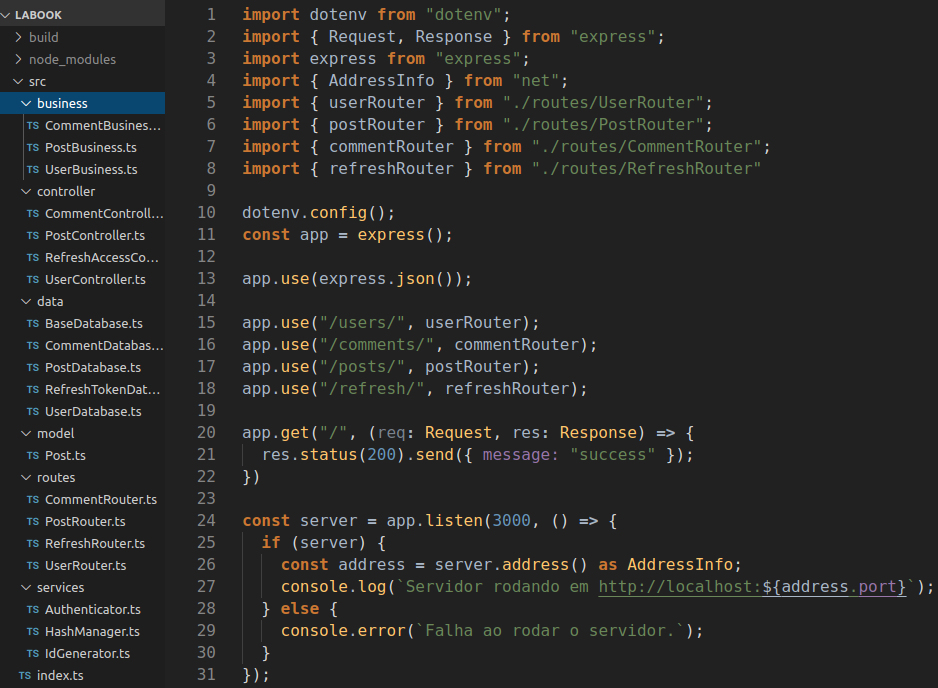 LABOOK
build
node_modules
src
business
TS CommentBusines...
TS PostBusiness.ts
TS UserBusiness.ts
controller
TS CommentControll...
TS PostController.ts
TS RefreshAccessCo...
TS UserController.ts
data
TS BaseDatabase.ts
TS CommentDatabas...
TS PostDatabase.ts
TS RefreshTokenDat...
TS UserDatabase.ts
model
TS Post.ts
routes
TS CommentRouter.ts
TS PostRouter.ts
TS RefreshRouter.ts
TS UserRouter.ts
services
TS Authenticator.ts
TS HashManager.ts
TS IdGenerator.ts
TS index.ts
1 import dotenv from "dotenv";
2 import { Request, Response } from "express";
3 import express from "express";
4 import { AddressInfo } from "net";
5 import { userRouter } from "./routes/UserRouter";
6 import { postRouter } from "./routes/PostRouter";
7 import { commentRouter } from "./routes/CommentRouter";
8 import { refreshRouter } from "./routes/RefreshRouter"
9
10 dotenv.config();
11 const app = express();
12
13 app.use(express.json());
14
15 app.use("/users/", userRouter);
16 app.use("/comments/", commentRouter);
17 app.use("/posts/", postRouter);
18 app.use("/refresh/", refreshRouter);
19
20 app.get("/", (req: Request, res: Response) => {
21   res.status(200).send({ message: "success" });
22 })
23
24 const server = app.listen(3000, () => {
25   if (server) {
26     const address = server.address() as AddressInfo;
27     console.log(`Servidor rodando em http://localhost:${address.port}`);
28   } else {
29     console.error(`Falha ao rodar o servidor.`);
30   }
31 });